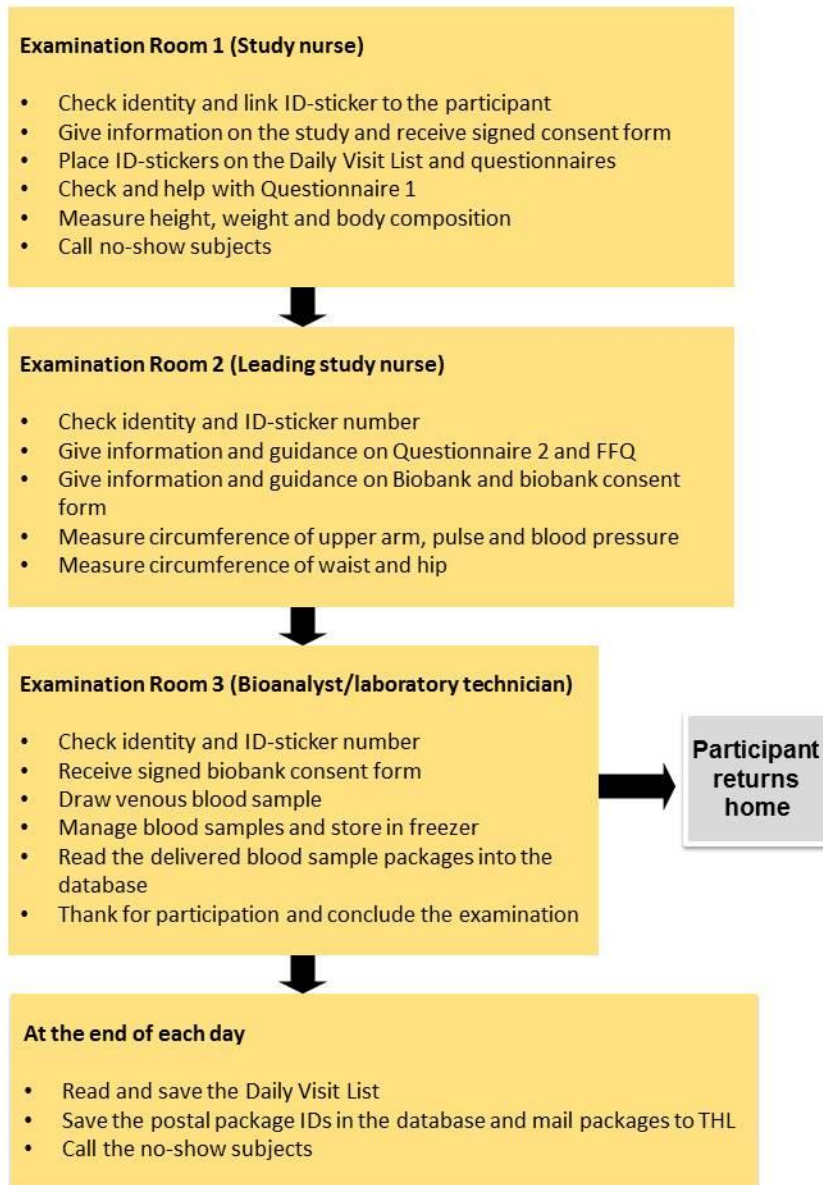 Examination Room 1 (Study nurse)
• Check identity and link ID-sticker to the participant
• Give information on the study and receive signed consent form
• Place ID-stickers on the Daily Visit List and questionnaires
• Check and help with Questionnaire 1
• Measure height, weight and body composition
• Call no-show subjects
Examination Room 2 (Leading study nurse)
• Check identity and ID-sticker number
• Give information and guidance on Questionnaire 2 and FFQ
• Give information and guidance on Biobank and biobank consent
form
• Measure circumference of upper arm, pulse and blood pressure
• Measure circumference of waist and hip
Examination Room 3 (Bioanalyst/laboratory technician)
• Check identity and ID-sticker number
• Receive signed biobank consent form
• Draw venous blood sample
• Manage blood samples and store in freezer
• Read the delivered blood sample packages into the
database
• Thank for participation and conclude the examination
Participant
returns
home
At the end of each day
• Read and save the Daily Visit List
• Save the postal package IDs in the database and mail packages to THL
• Call the no-show subjects